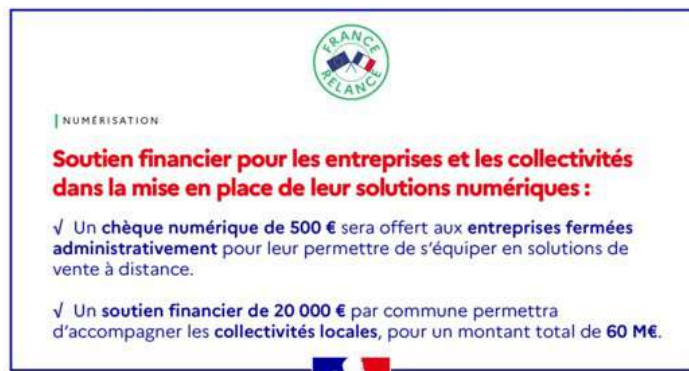 FRANCE
RELANCE
NUMÉRISATION
Soutien financier pour les entreprises et les collectivités
dans la mise en place de leur solutions numériques :
√ Un chèque numérique de 500 € sera offert aux entreprises fermées
administrativement pour leur permettre de s’équiper en solutions de
vente à distance.
√ Un soutien financier de 20 000 € par commune permettra
d’accompagner les collectivités locales, pour un montant total de 60 M€.